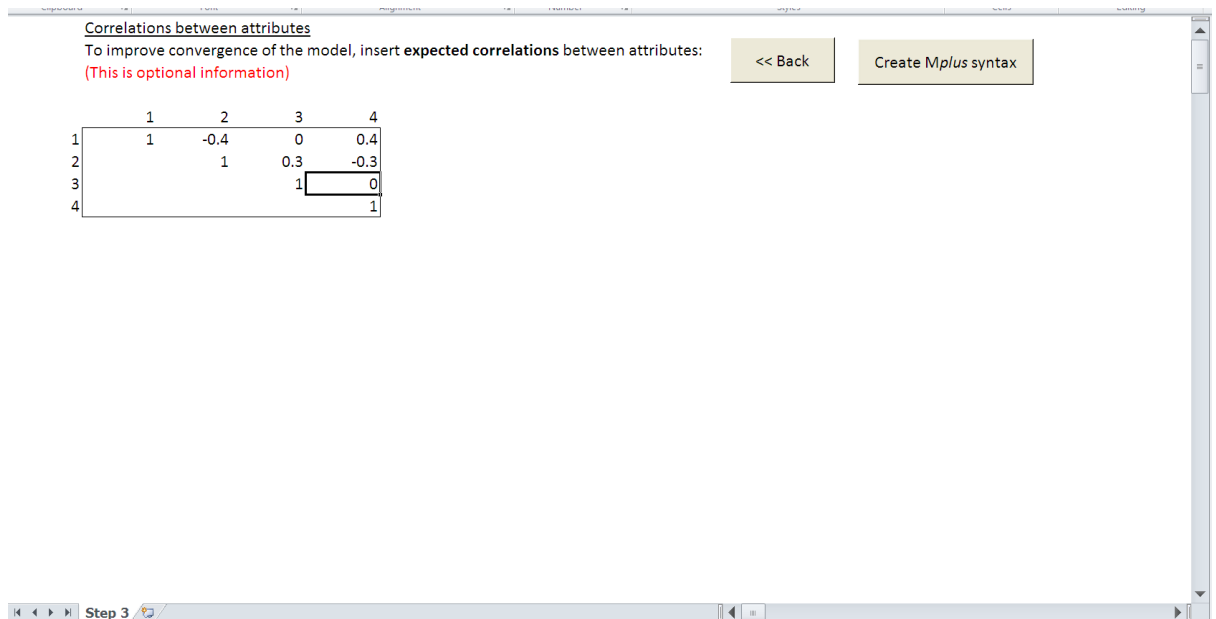 Correlations between attributes
To improve convergence of the model, insert expected correlations between attributes:
(This is optional information)
<< Back
Create Mplus syntax
1 2 3 4
1 1 -0.4 0 0.4
2 1 0.3 -0.3
3 1 0
4 1
Step 3